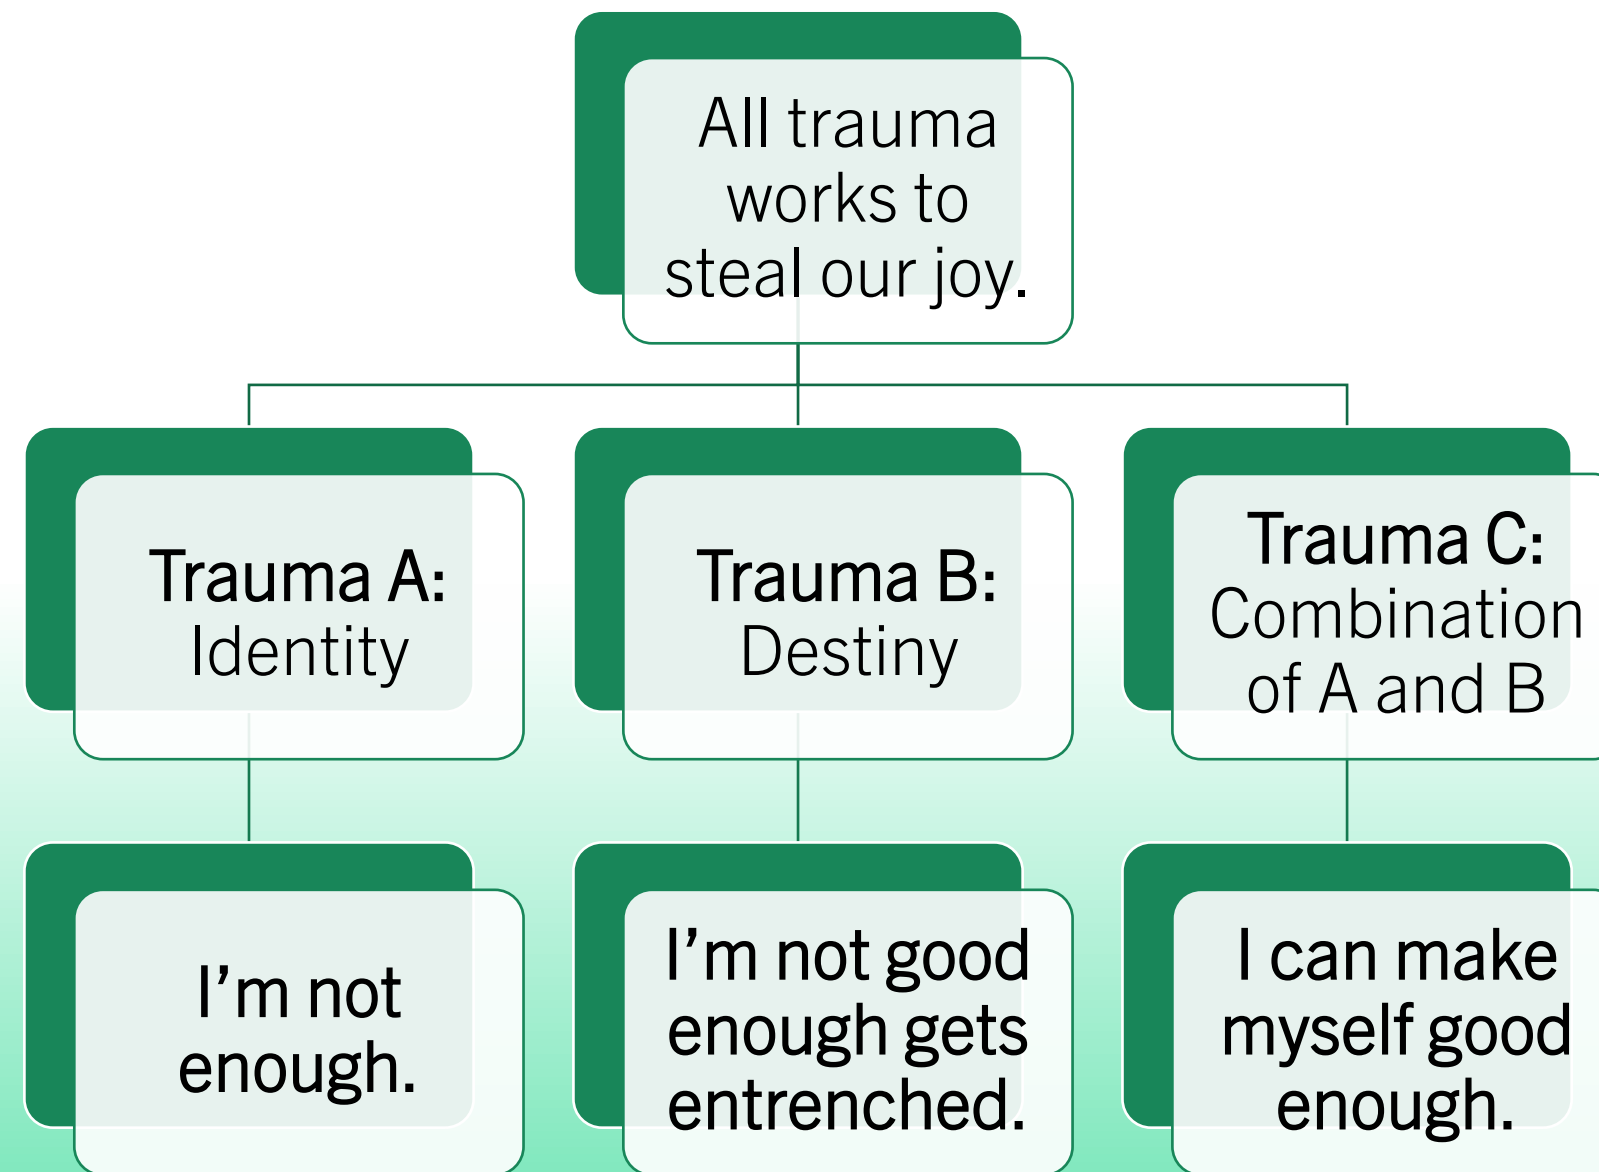 All trauma
works to
steal our joy.
Trauma A:
Identity
Trauma B:
Destiny
Trauma C:
Combination
of A and B
I’m not
enough.
I’m not good
enough gets
entrenched.
I can make
myself good
enough.